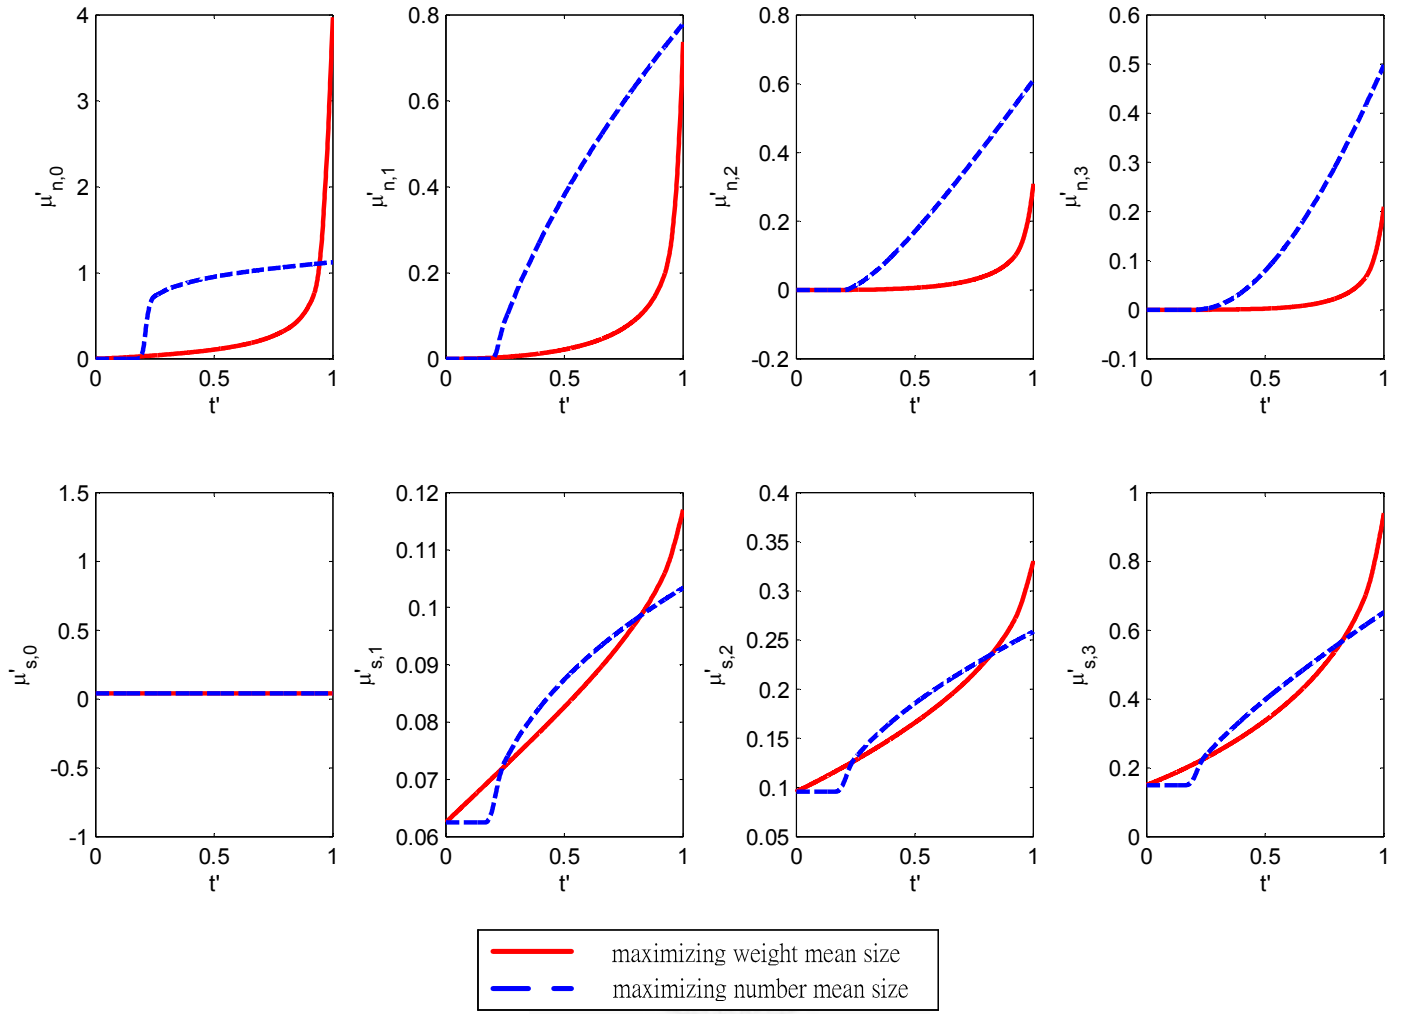 4
3
2
1
0
0 0.5 1
t'
μ'n,0
0.8
0.6
0.4
0.2
0
0 0.5 1
t'
μ'n,1
0.8
0.6
0.4
0.2
0
-0.2
0 0.5 1
t'
μ'n,2
0.6
0.5
0.4
0.3
0.2
0.1
0
-0.1
0 0.5 1
t'
μ'n,3
1.5
1
0.5
0
-0.5
-1
0 0.5 1
t'
μ's,0
0.12
0.11
0.1
0.09
0.08
0.07
0.06
0 0.5 1
t'
μ's,1
0.4
0.35
0.3
0.25
0.2
0.15
0.1
0.05
0 0.5 1
t'
μ's,2
1
0.8
0.6
0.4
0.2
0
0 0.5 1
t'
μ's,3
maximizing weight mean size
maximizing number mean size